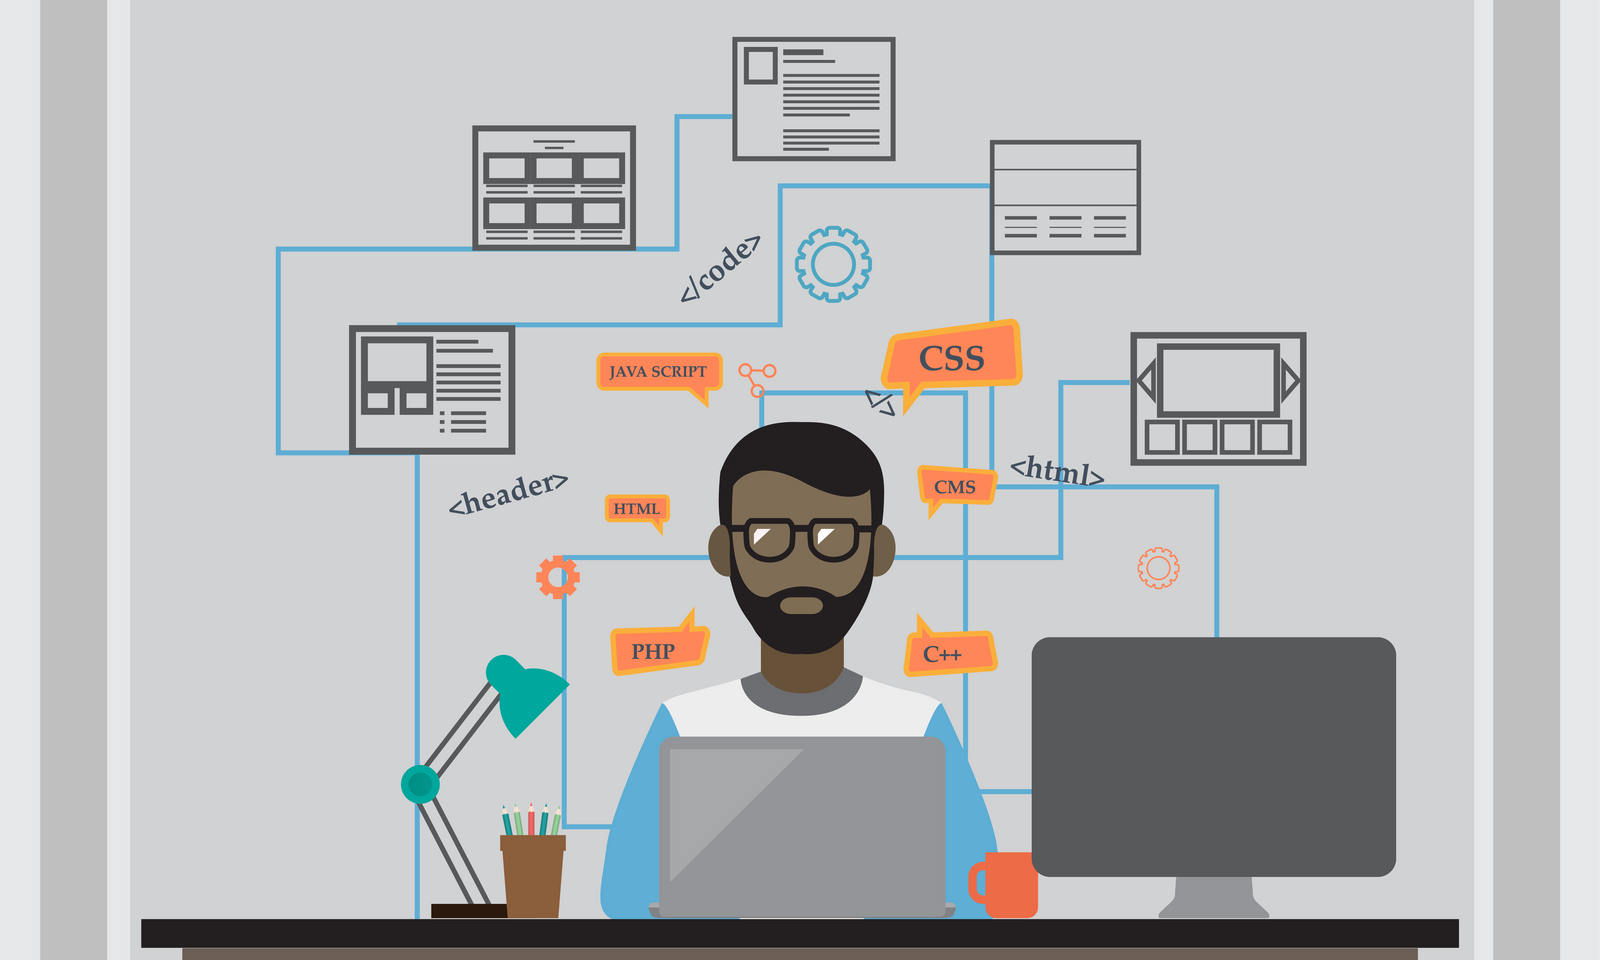 </code>
JAVA SCRIPT
CSS
</>
<header>
HTML
CMS
<html>
PHP
C++